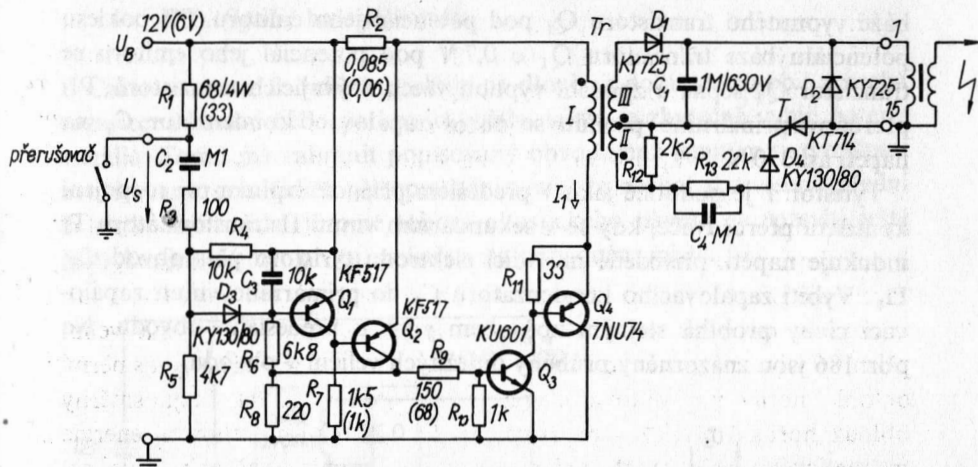 12V(6V)
U_B
R_1
68/4W
(33)
přerušovač
U_S
C_2
M1
R_3
100
R_4
10k
D_3
KY130/80
R_5
4k7
C_3
10k
R_6
6k8
R_8
220
R_7
1k5
(1k)
Q_1
KF517
Q_2
KF517
R_2
0,085
(0,06)
R_9
150
(68)
1k
KU601
Q_3
R_11
33
Q_4
7NU74
I_1
Tr
I
III
II
D_1
KY725
C_1
1M/630V
D_2
KY725
15
KT714
R_12
2k2
R_13
22k
D_4
KY130/80
C_4
M1